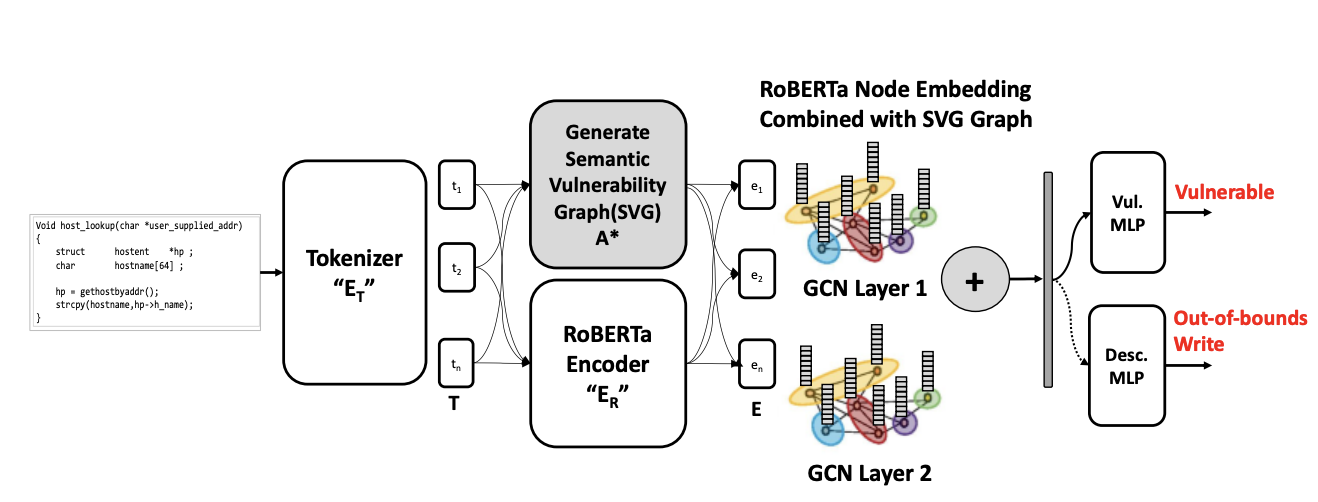 Void host_lookup(char *user_supplied_addr)
{
struct hostent *hp ;
char hostname[64] ;
hp = gethostbyaddr();
strcpy(hostname,hp->h_name);
}
Tokenizer
“E_T”
t_1
t_2
t_n
T
Generate
Semantic
Vulnerability
Graph(SVG)
A*
RoBERTa
Encoder
“E_R”
e_1
e_2
e_n
E
RoBERTa Node Embedding
Combined with SVG Graph
GCN Layer 1
GCN Layer 2
+
Vul.
MLP
Vulnerable
Desc.
MLP
Out-of-bounds
Write